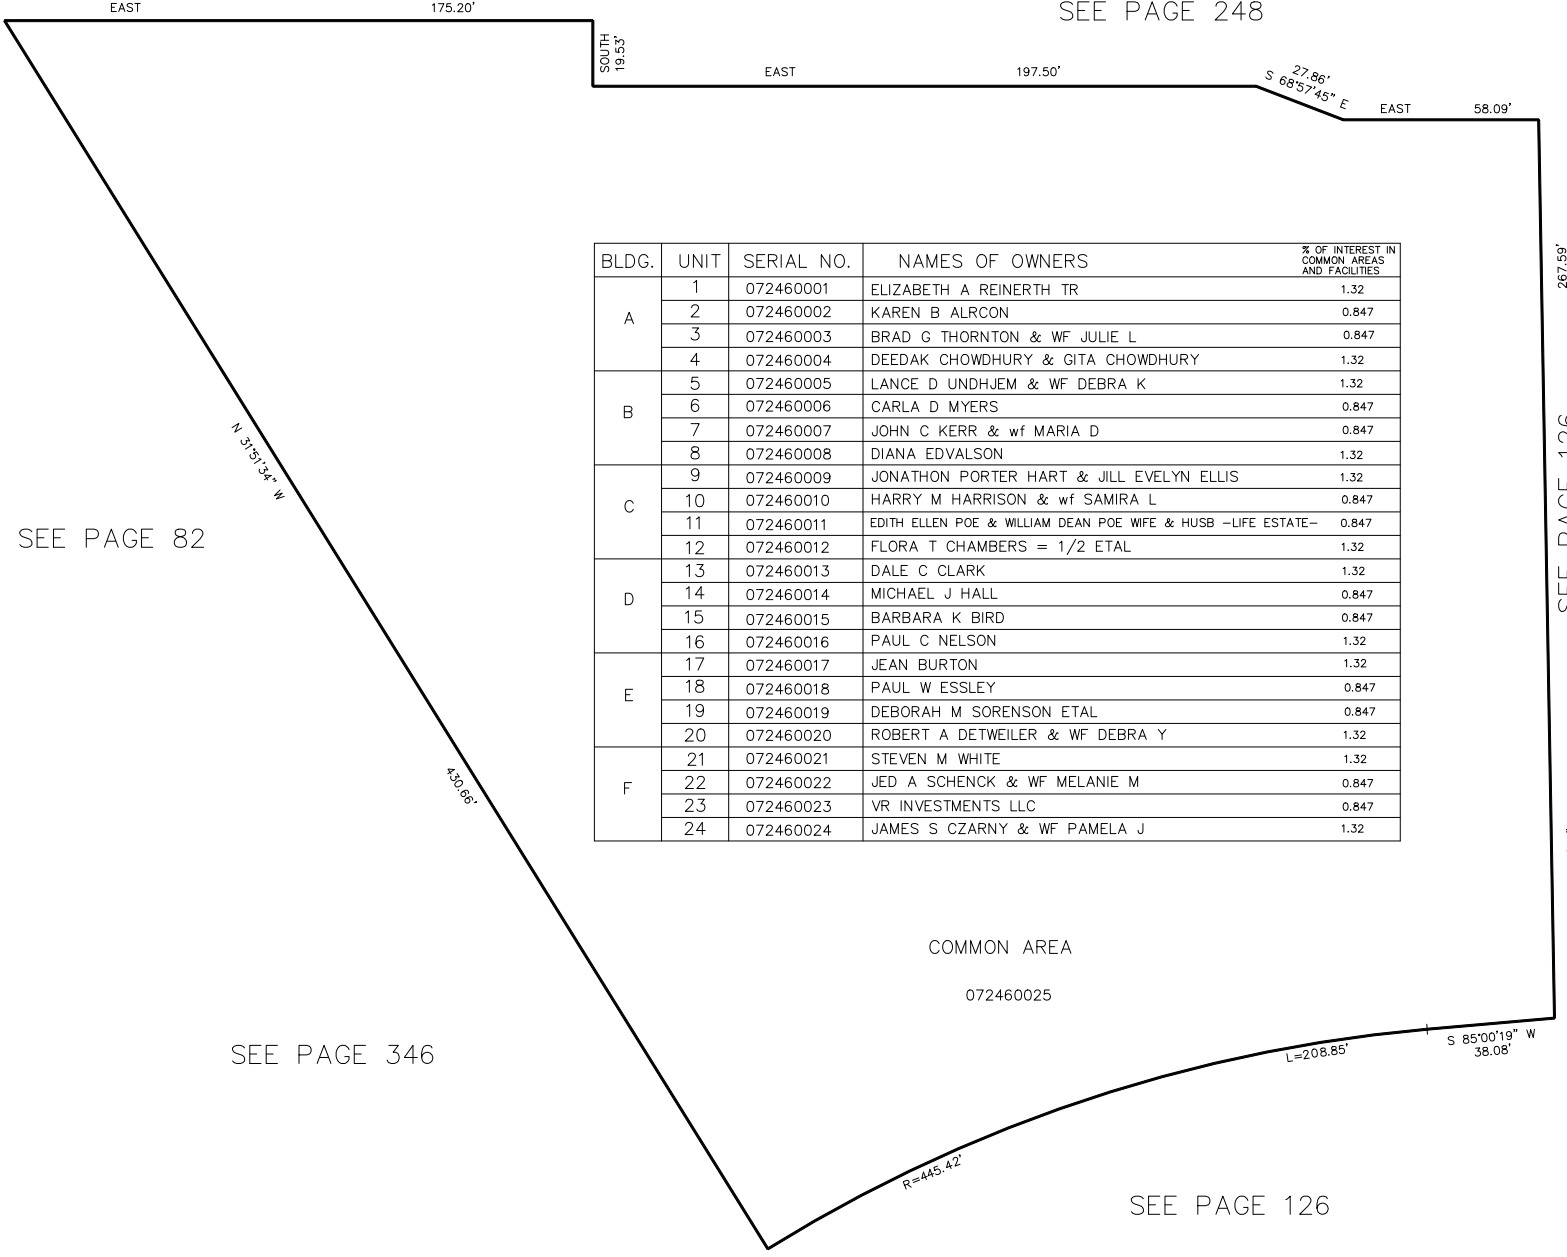 EAST 175.20'
SEE PAGE 248
SOUTH
19.53'
EAST 197.50'
27.86'
S 68°57'45" E
EAST 58.09'
267.59'
BLDG. UNIT SERIAL NO. NAMES OF OWNERS % OF INTEREST IN
COMMON AREAS
AND FACILITIES
A
1 072460001 ELIZABETH A REINERTH TR 1.32
2 072460002 KAREN B ALRCON 0.847
3 072460003 BRAD G THORNTON & WF JULIE L 0.847
4 072460004 DEEDAK CHOWDHURY & GITA CHOWDHURY 1.32
B
5 072460005 LANCE D UNDHJEM & WF DEBRA K 1.32
6 072460006 CARLA D MYERS 0.847
7 072460007 JOHN C KERR & wf MARIA D 0.847
8 072460008 DIANA EDVALSON 1.32
C
9 072460009 JONATHON PORTER HART & JILL EVELYN ELLIS 1.32
10 072460010 HARRY M HARRISON & wf SAMIRA L 0.847
11 072460011 EDITH ELLEN POE & WILLIAM DEAN POE WIFE & HUSB -LIFE ESTATE- 0.847
12 072460012 FLORA T CHAMBERS = 1/2 ETAL 1.32
D
13 072460013 DALE C CLARK 1.32
14 072460014 MICHAEL J HALL 0.847
15 072460015 BARBARA K BIRD 0.847
16 072460016 PAUL C NELSON 1.32
E
17 072460017 JEAN BURTON 1.32
18 072460018 PAUL W ESSLEY 0.847
19 072460019 DEBORAH M SORENSON ETAL 0.847
20 072460020 ROBERT A DETWEILER & WF DEBRA Y 1.32
F
21 072460021 STEVEN M WHITE 1.32
22 072460022 JED A SCHENCK & WF MELANIE M 0.847
23 072460023 VR INVESTMENTS LLC 0.847
24 072460024 JAMES S CZARNY & WF PAMELA J 1.32
N 31°51'34" W
SEE PAGE 82
SEE PAGE 126
430.66'
COMMON AREA
072460025
SEE PAGE 346
S 85°00'19" W
38.08'
L=208.85'
R=445.42'
SEE PAGE 126